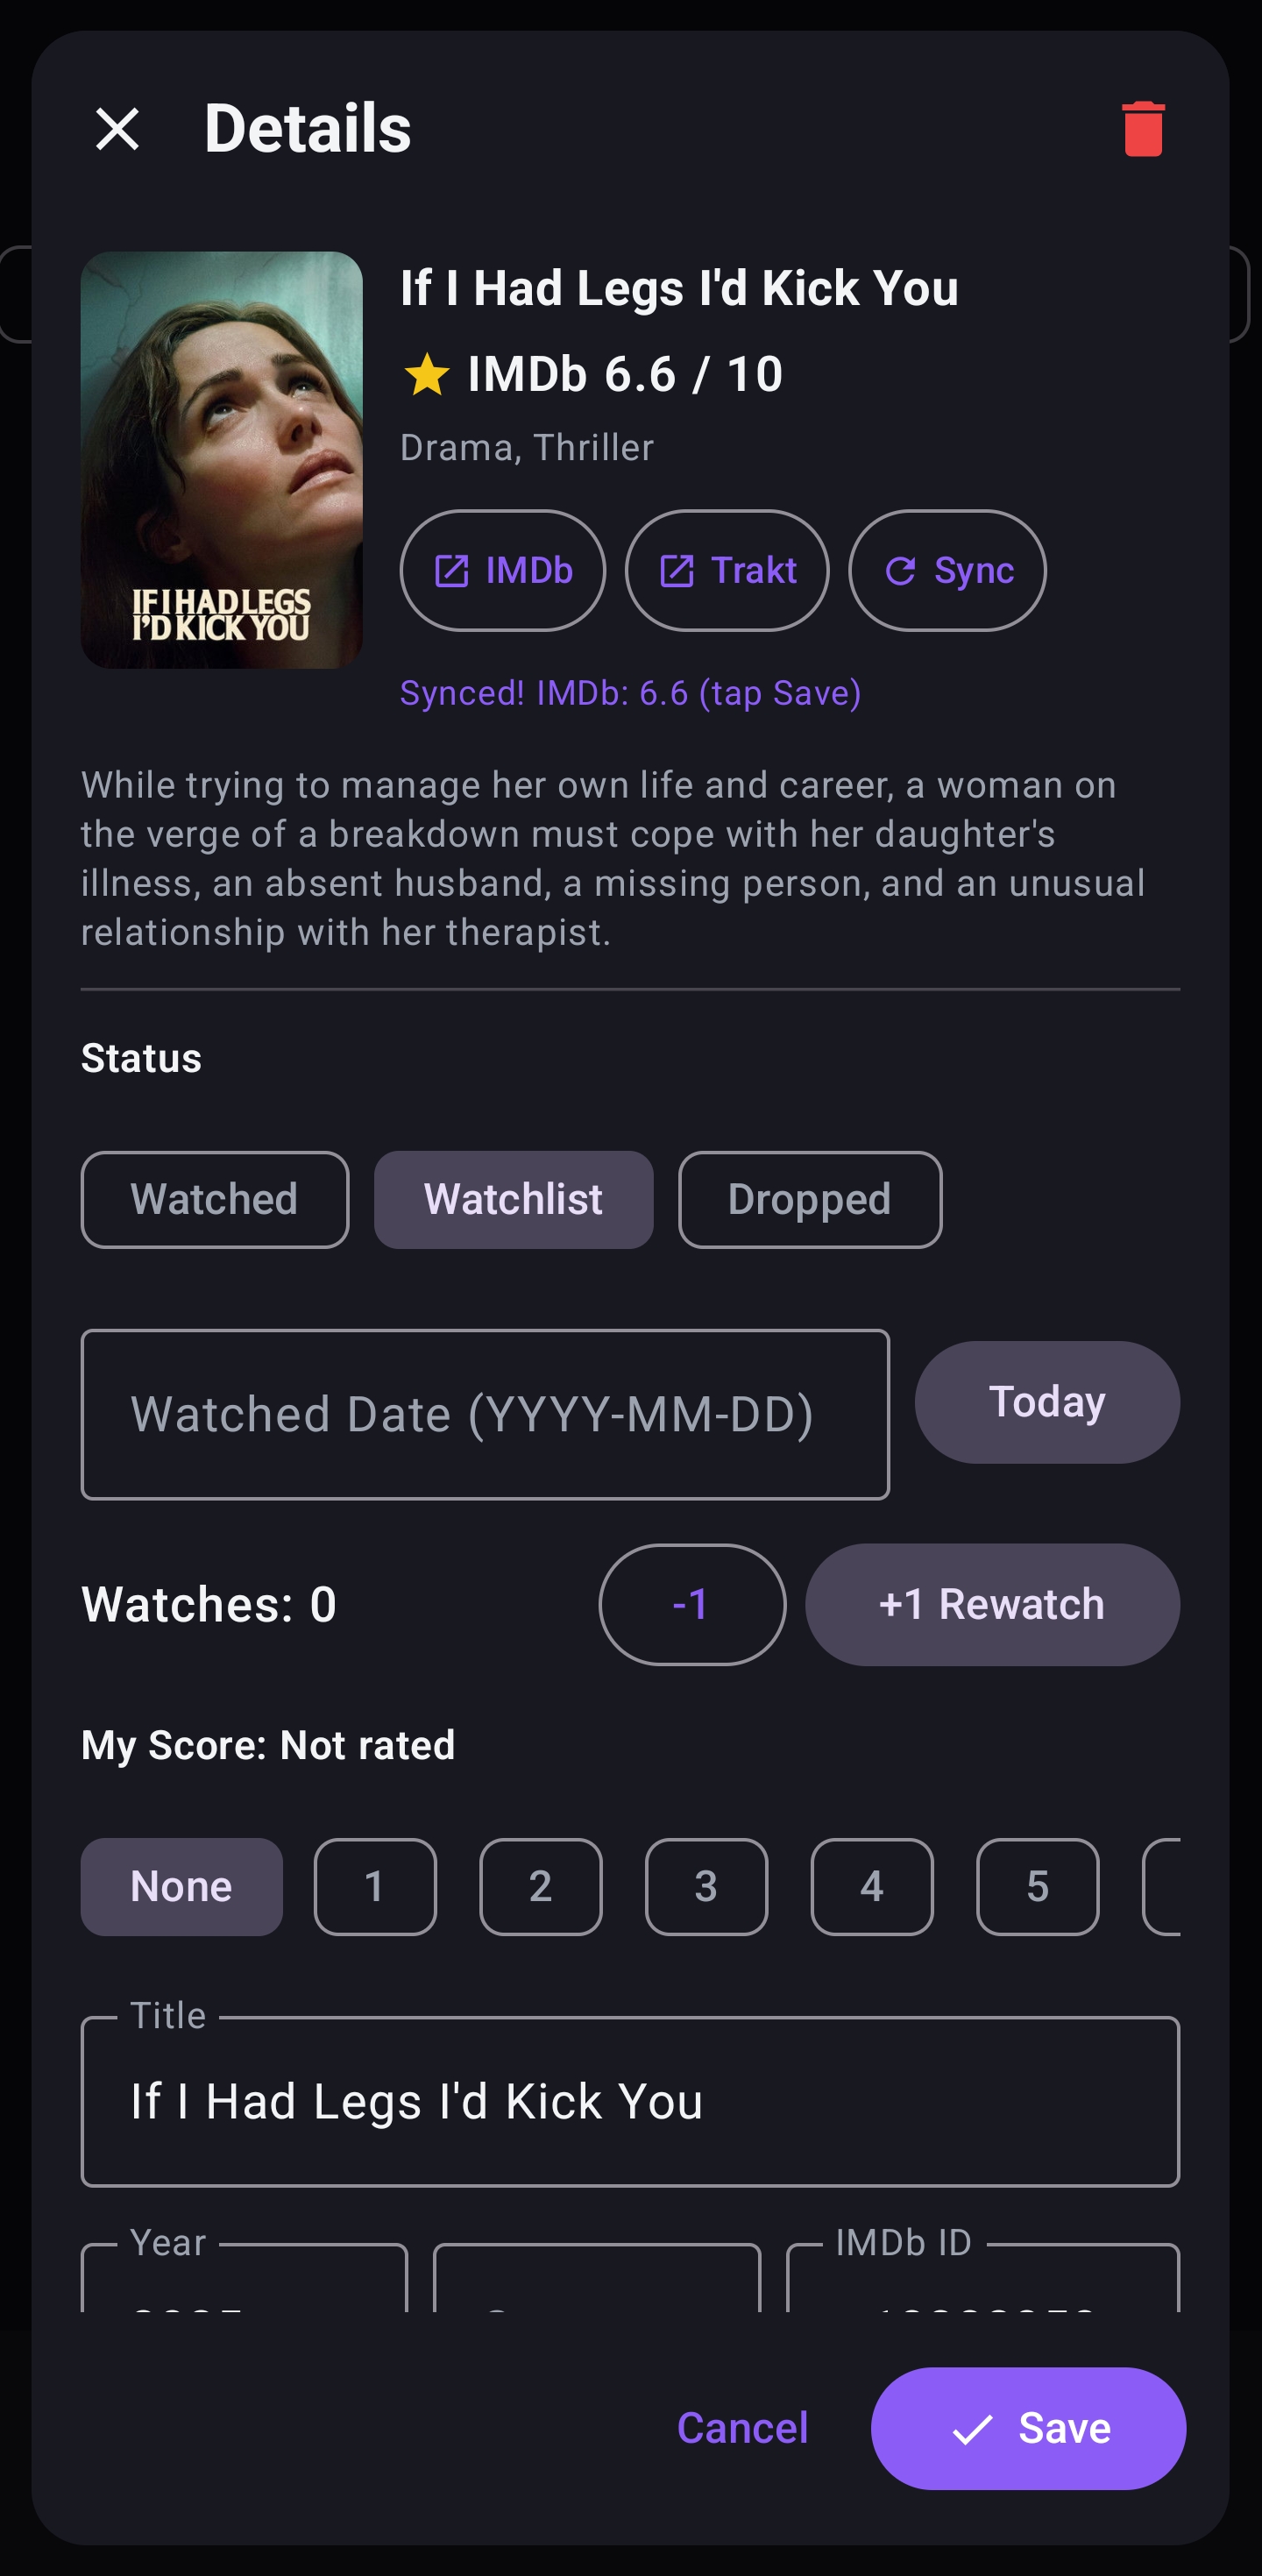 Details
If I Had Legs I'd Kick You
IMDb 6.6 / 10
Drama, Thriller
IMDb
Trakt
Sync
IF I HAD LEGS
I'D KICK YOU
Synced! IMDb: 6.6 (tap Save)
While trying to manage her own life and career, a woman on
the verge of a breakdown must cope with her daughter's
illness, an absent husband, a missing person, and an unusual
relationship with her therapist.
Status
Watched
Watchlist
Dropped
Watched Date (YYYY-MM-DD)
Today
Watches: 0
-1
+1 Rewatch
My Score: Not rated
None
1
2
3
4
5
Title
If I Had Legs I'd Kick You
Year
IMDb ID
Cancel
Save